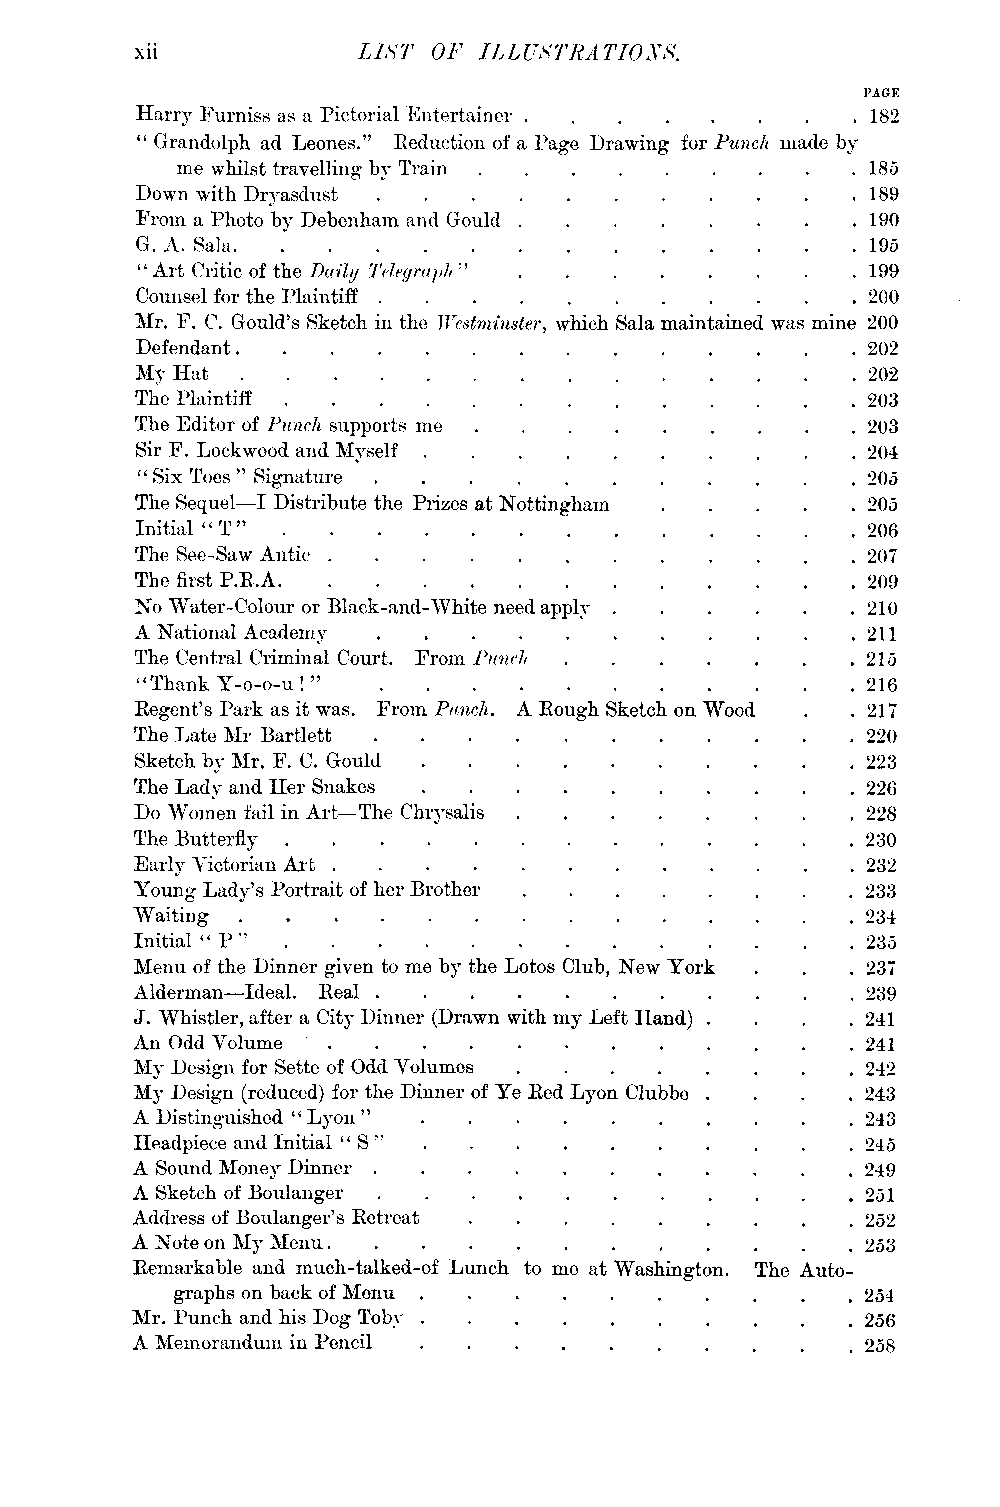 xii LIST OF ILLUSTRATIONS.
PAGE
Harry Furniss as a Pictorial Entertainer . . . . . . . . 182
“Grandolph ad Leones.” Reduction of a Page Drawing for Punch made by
me whilst travelling by Train . . . . . . . . . 185
Down with Dryasdust . . . . . . . . . . . 189
From a Photo by Debenham and Gould . . . . . . . . 190
G. A. Sala. . . . . . . . . . . . . . 195
“Art Critic of the Daily Telegraph” . . . . . . . . 199
Counsel for the Plaintiff . . . . . . . . . . . 200
Mr. F. C. Gould's Sketch in the Westminster, which Sala maintained was mine 200
Defendant . . . . . . . . . . . . . . 202
My Hat . . . . . . . . . . . . . . 202
The Plaintiff . . . . . . . . . . . . . 203
The Editor of Punch supports me . . . . . . . . . 203
Sir F. Lockwood and Myself . . . . . . . . . . 204
“Six Toes” Signature . . . . . . . . . . . 205
The Sequel—I Distribute the Prizes at Nottingham . . . . . 205
Initial “T” . . . . . . . . . . . . . 206
The See-Saw Antic . . . . . . . . . . . . 207
The first P.R.A. . . . . . . . . . . . . 209
No Water-Colour or Black-and-White need apply . . . . . . 210
A National Academy . . . . . . . . . . . 211
The Central Criminal Court. From Punch . . . . . . . 215
“Thank Y-o-o-u!” . . . . . . . . . . . 216
Regent's Park as it was. From Punch. A Rough Sketch on Wood . . 217
The Late Mr Bartlett . . . . . . . . . . . 220
Sketch by Mr. F. C. Gould . . . . . . . . . . 223
The Lady and Her Snakes . . . . . . . . . . 226
Do Women fail in Art—The Chrysalis . . . . . . . . 228
The Butterfly . . . . . . . . . . . . . 230
Early Victorian Art . . . . . . . . . . . . 232
Young Lady's Portrait of her Brother . . . . . . . . 233
Waiting . . . . . . . . . . . . . . 234
Initial “P” . . . . . . . . . . . . . 235
Menu of the Dinner given to me by the Lotos Club, New York . . . 237
Alderman—Ideal. Real . . . . . . . . . . . 239
J. Whistler, after a City Dinner (Drawn with my Left Hand) . . . . 241
An Odd Volume . . . . . . . . . . . . 241
My Design for Sette of Odd Volumes . . . . . . . . 242
My Design (reduced) for the Dinner of Ye Red Lyon Clubbe . . . . 243
A Distinguished “Lyon” . . . . . . . . . . 243
Headpiece and Initial “S” . . . . . . . . . . 245
A Sound Money Dinner . . . . . . . . . . . 249
A Sketch of Boulanger . . . . . . . . . . . 251
Address of Boulanger's Retreat . . . . . . . . . 252
A Note on My Menu. . . . . . . . . . . . 253
Remarkable and much-talked-of Lunch to me at Washington. The Auto-
graphs on back of Menu . . . . . . . . . . 254
Mr. Punch and his Dog Toby . . . . . . . . . . 256
A Memorandum in Pencil . . . . . . . . . . 258